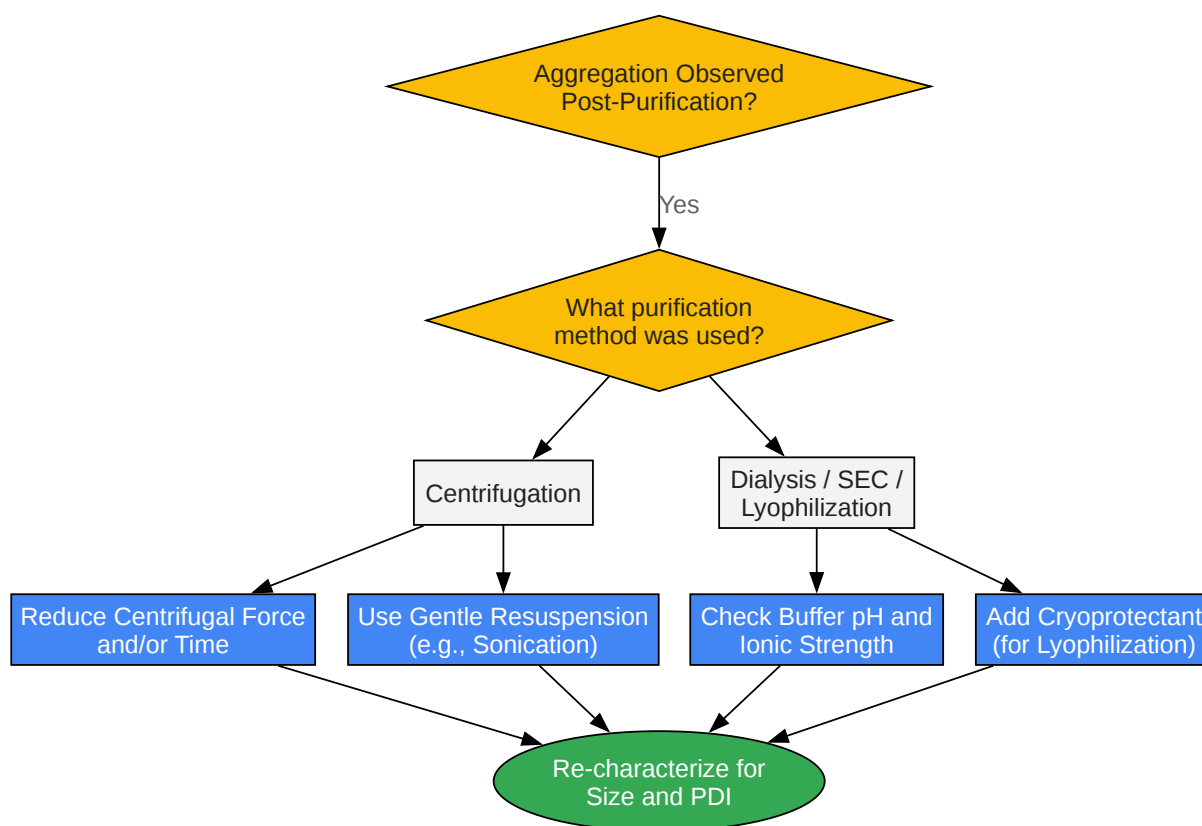 Aggregation Observed
Post-Purification?
Yes
What purification
method was used?
Centrifugation
Dialysis / SEC /
Lyophilization
Reduce Centrifugal Force
and/or Time
Use Gentle Resuspension
(e.g., Sonication)
Check Buffer pH and
Ionic Strength
Add Cryoprotectant
(for Lyophilization)
Re-characterize for
Size and PDI